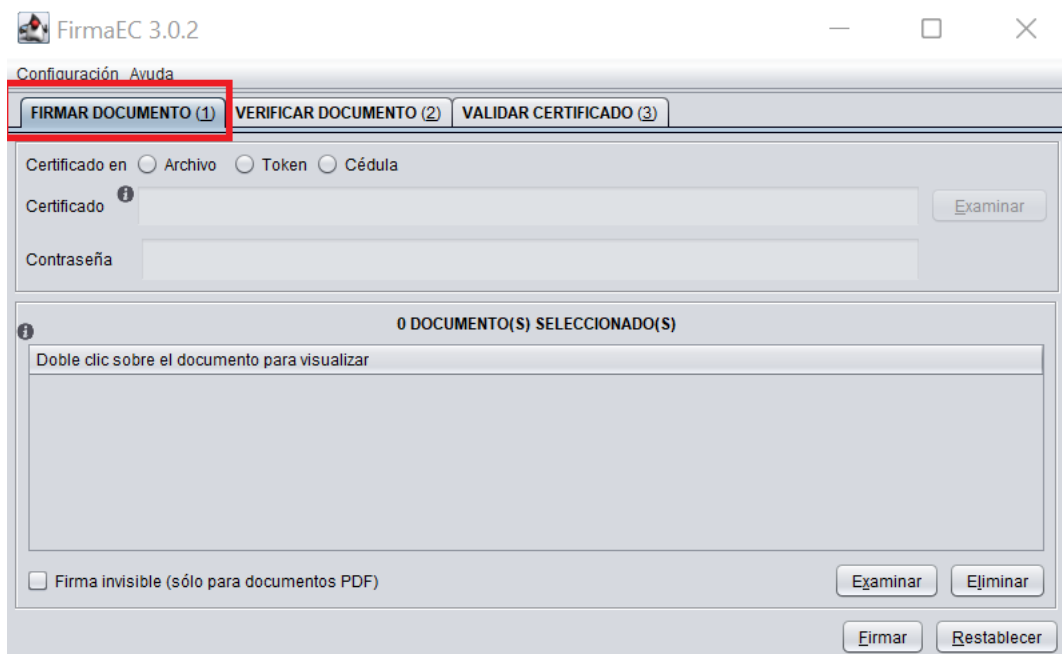 FirmaEC 3.0.2
Configuración Ayuda
FIRMAR DOCUMENTO (1) VERIFICAR DOCUMENTO (2) VALIDAR CERTIFICADO (3)
Certificado en Archivo Token Cédula
Certificado Examinar
Contraseña
0 DOCUMENTO(S) SELECCIONADO(S)
Doble clic sobre el documento para visualizar
Firma invisible (sólo para documentos PDF) Examinar Eliminar
Firmar Restablecer